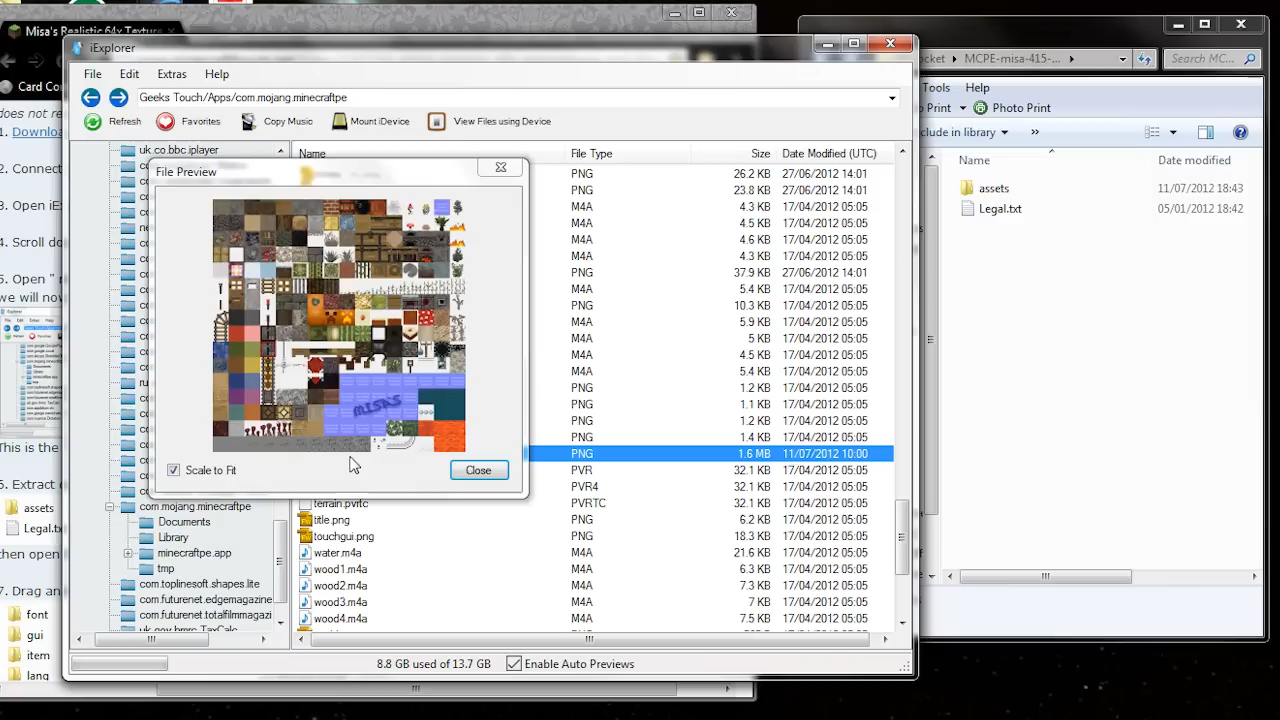 Misa's Realistic 64x Texture
Card Co
does not re
1. Downloa
2. Connect
3. Open iEx
4. Scroll do
5. Open "
we will now
This is the
5. Extract
assets
Legal.tx
then open
7. Drag an
font
gui
item
lang
iExplorer
File Edit Extras Help
Geeks Touch/Apps/com.mojang.minecraftpe
Refresh Favorites Copy Music Mount iDevice View Files using Device
uk.co.bbc.iplayer
com.mojang.minecraftpe
Documents
Library
minecraftpe.app
tmp
com.toplinesoft.shapes.lite
com.futurenet.edgemagazine
com.futurenet.totalfilmmagazi
uk.gov.hmrc.TaxCalc
File Preview
MISA'S
Scale to Fit
Close
Name File Type Size Date Modified (UTC)
PNG 26.2 KB 27/06/2012 14:01
PNG 23.8 KB 27/06/2012 14:01
M4A 4.3 KB 17/04/2012 05:05
M4A 4.5 KB 17/04/2012 05:05
M4A 4.6 KB 17/04/2012 05:05
M4A 4.3 KB 17/04/2012 05:05
PNG 37.9 KB 27/06/2012 14:01
M4A 5.4 KB 17/04/2012 05:05
PNG 10.3 KB 17/04/2012 05:05
M4A 5.9 KB 17/04/2012 05:05
M4A 5 KB 17/04/2012 05:05
M4A 4.5 KB 17/04/2012 05:05
M4A 5.4 KB 17/04/2012 05:05
PNG 1.2 KB 17/04/2012 05:05
PNG 1.1 KB 17/04/2012 05:05
PNG 1.2 KB 17/04/2012 05:05
PNG 1.4 KB 17/04/2012 05:05
PNG 1.6 MB 11/07/2012 10:00
PVR 32.1 KB 17/04/2012 05:05
PVR4 32.1 KB 17/04/2012 05:05
terrain.pvrtc PVRTC 32.1 KB 17/04/2012 05:05
title.png PNG 6.2 KB 17/04/2012 05:05
touchgui.png PNG 18.3 KB 17/04/2012 05:05
water.m4a M4A 21.6 KB 17/04/2012 05:05
wood1.m4a M4A 6.3 KB 17/04/2012 05:05
wood2.m4a M4A 7.3 KB 17/04/2012 05:05
wood3.m4a M4A 7 KB 17/04/2012 05:05
wood4.m4a M4A 7.5 KB 17/04/2012 05:05
8.8 GB used of 13.7 GB Enable Auto Previews
ocket MCPE-misa-415-... Search MC...
Tools Help
Print Photo Print
clude in library
Name Date modified
assets 11/07/2012 18:43
Legal.txt 05/01/2012 18:42